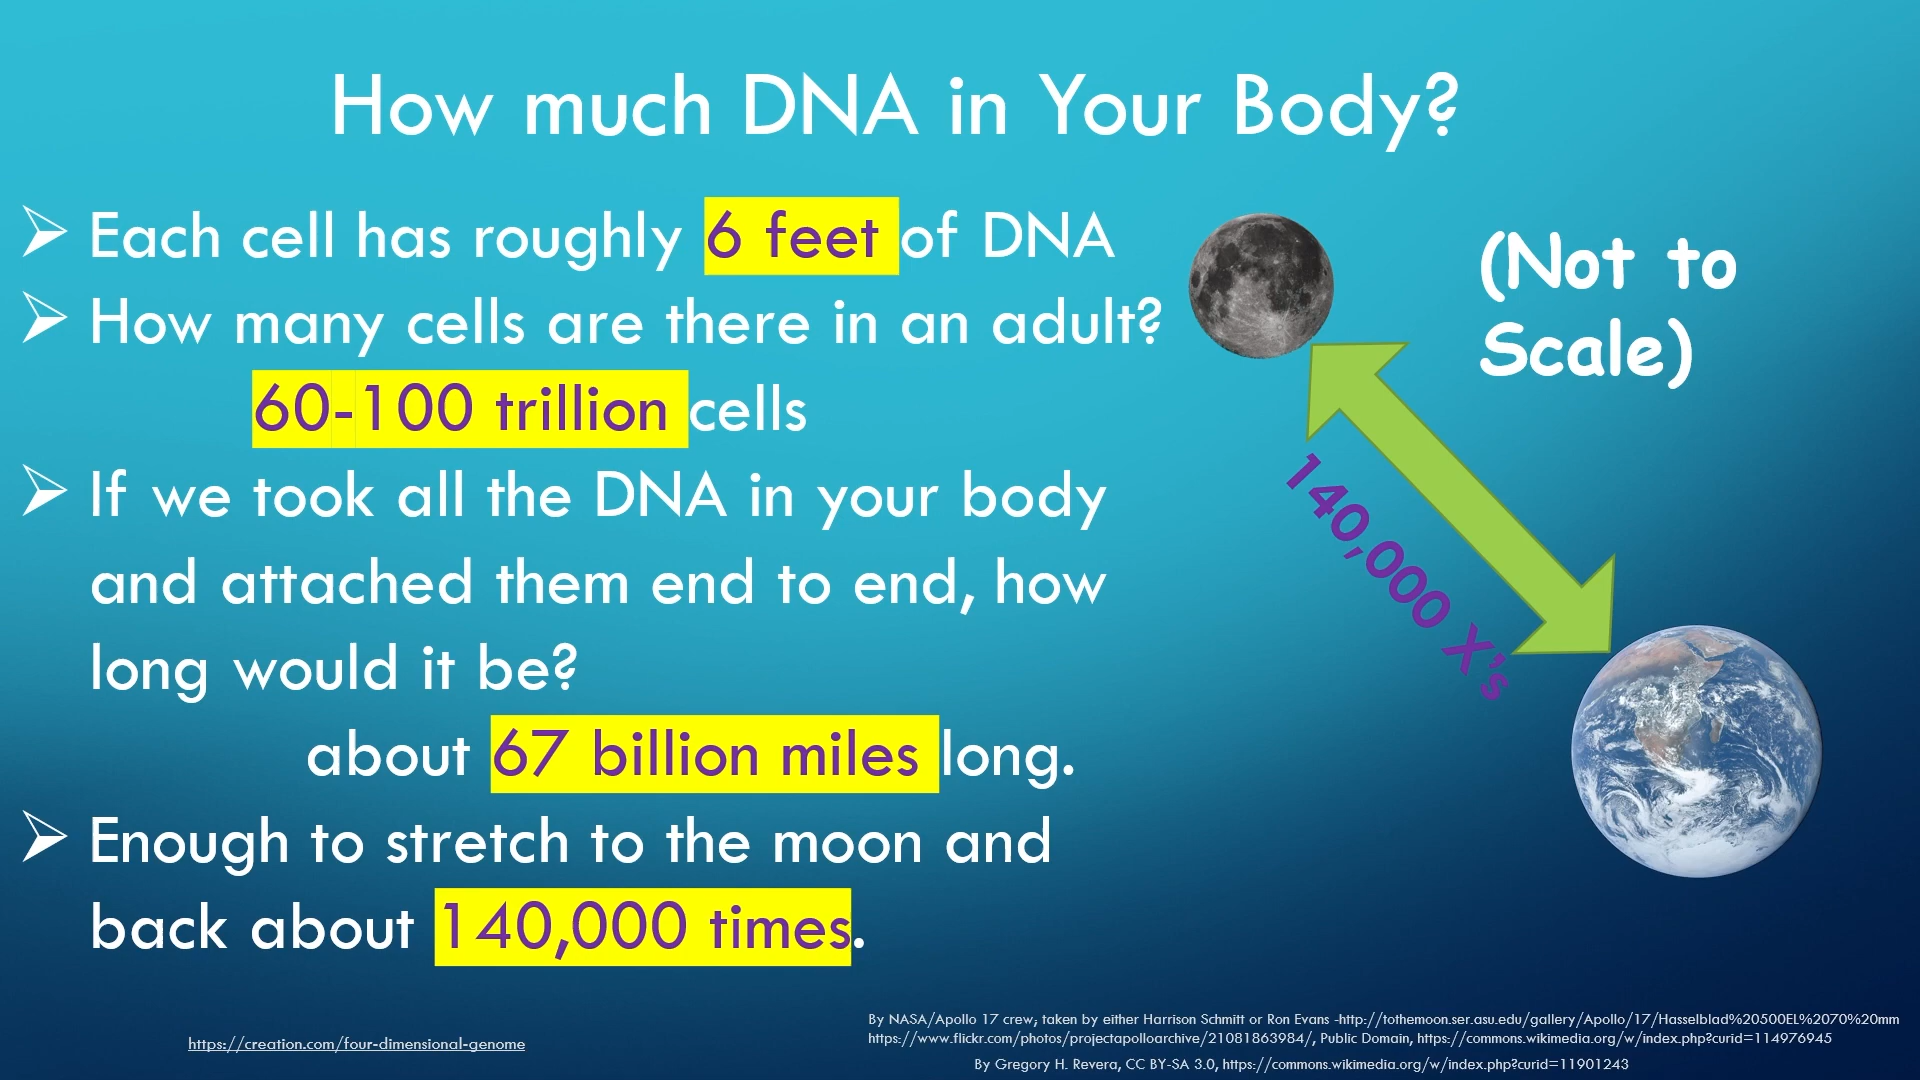 How much DNA in Your Body?
➢ Each cell has roughly 6 feet of DNA
➢ How many cells are there in an adult?
60-100 trillion cells
➢ If we took all the DNA in your body
and attached them end to end, how
long would it be?
about 67 billion miles long.
➢ Enough to stretch to the moon and
back about 140,000 times.
(Not to
Scale)
140,000 X's
https://creation.com/four-dimensional-genome
By NASA/Apollo 17 crew; taken by either Harrison Schmitt or Ron Evans -http://tothemoon.ser.asu.edu/gallery/Apollo/17/Hasselblad%20500EL%2070%20mm
https://www.flickr.com/photos/projectapolloarchive/21081863984/, Public Domain, https://commons.wikimedia.org/w/index.php?curid=114976945
By Gregory H. Revera, CC BY-SA 3.0, https://commons.wikimedia.org/w/index.php?curid=11901243